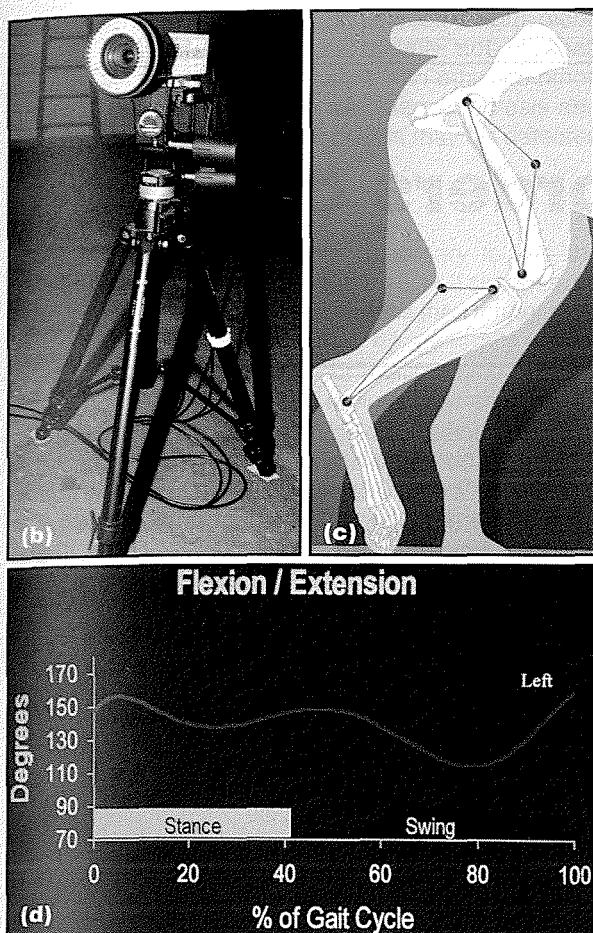 (b)
(c)
Flexion / Extension
Degrees
170
150
130
110
90
70
Left
Stance
Swing
0
20
40
60
80
100
% of Gait Cycle
(d)